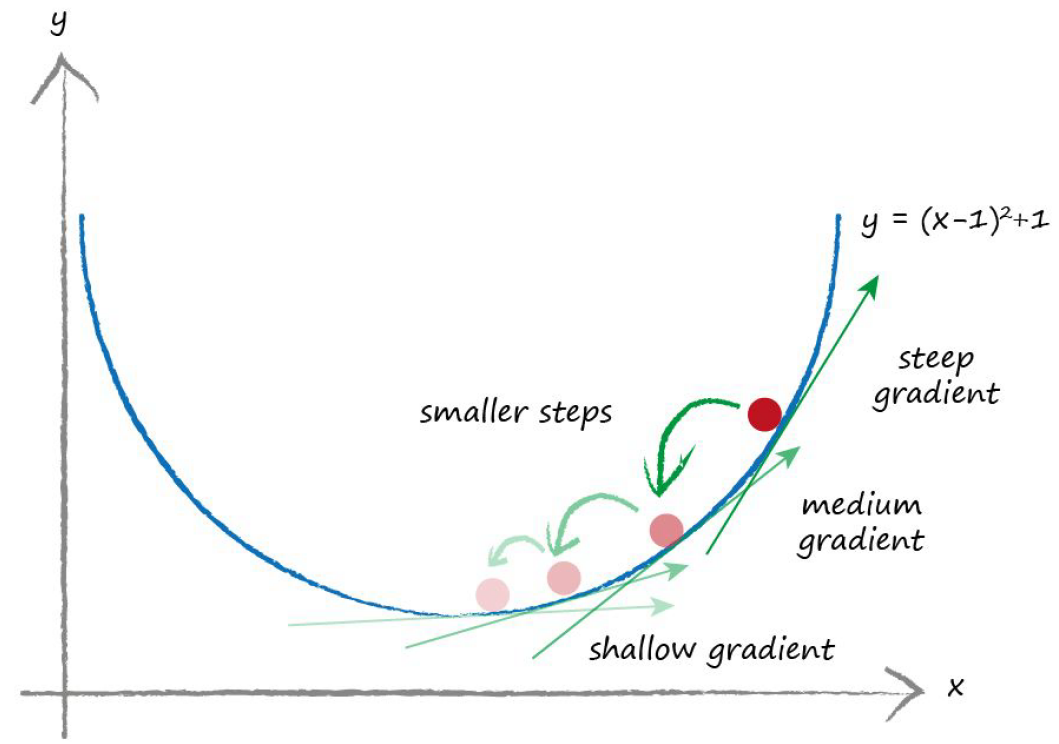 y
y = (x-1)²+1
steep
gradient
smaller steps
medium
gradient
shallow gradient
x